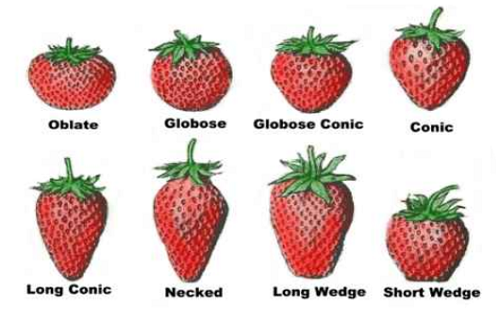 Oblate
Globose
Globose Conic
Conic
Long Conic
Necked
Long Wedge
Short Wedge